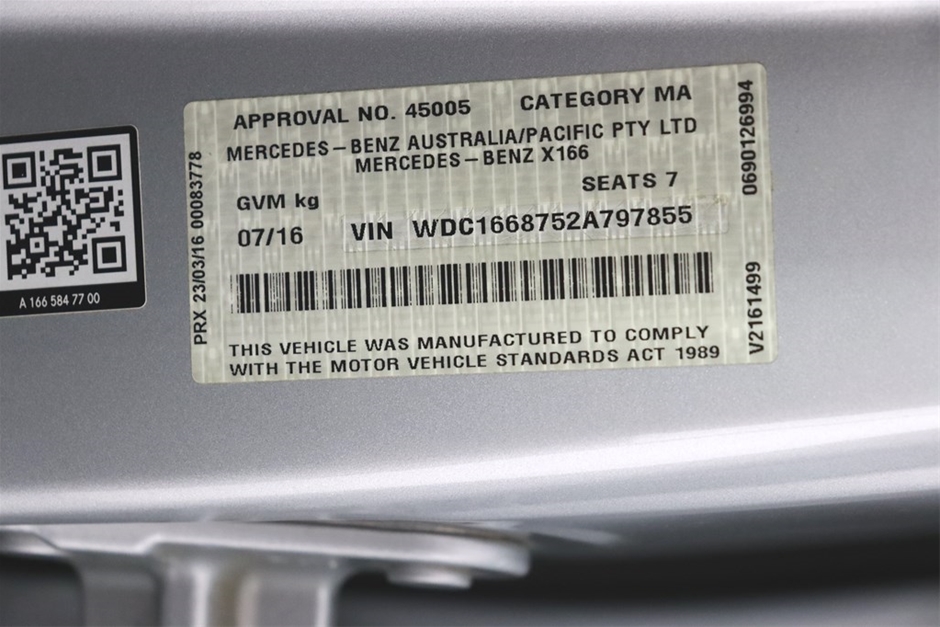 A 166 584 77 00
PRX 23/03/16 00083778
APPROVAL NO. 45005 CATEGORY MA
MERCEDES-BENZ AUSTRALIA/PACIFIC PTY LTD
MERCEDES-BENZ X166
SEATS 7
GVM kg
07/16 VIN WDC1668752A797855
THIS VEHICLE WAS MANUFACTURED TO COMPLY
WITH THE MOTOR VEHICLE STANDARDS ACT 1989
0690126994
V2161499